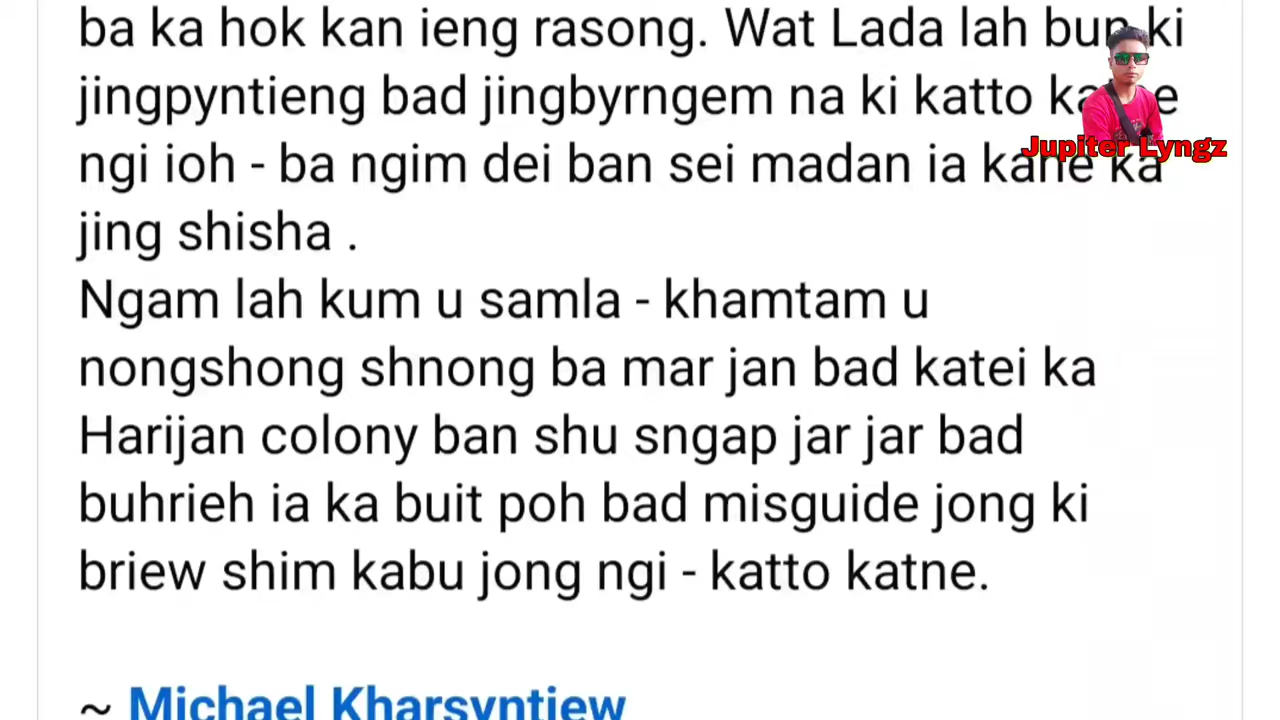 ba ka hok kan ieng rasong. Wat Lada lah bun ki
jingpyntieng bad jingbyrngem na ki katto katne
ngi ioh - ba ngim dei ban sei madan ia kane ka
jing shisha .
Ngam lah kum u samla - khamtam u
nongshong shnong ba mar jan bad katei ka
Harijan colony ban shu sngap jar jar bad
buhrieh ia ka buit poh bad misguide jong ki
briew shim kabu jong ngi - katto katne.
~ Michael Kharsyntiew
Jupiter Lyngz